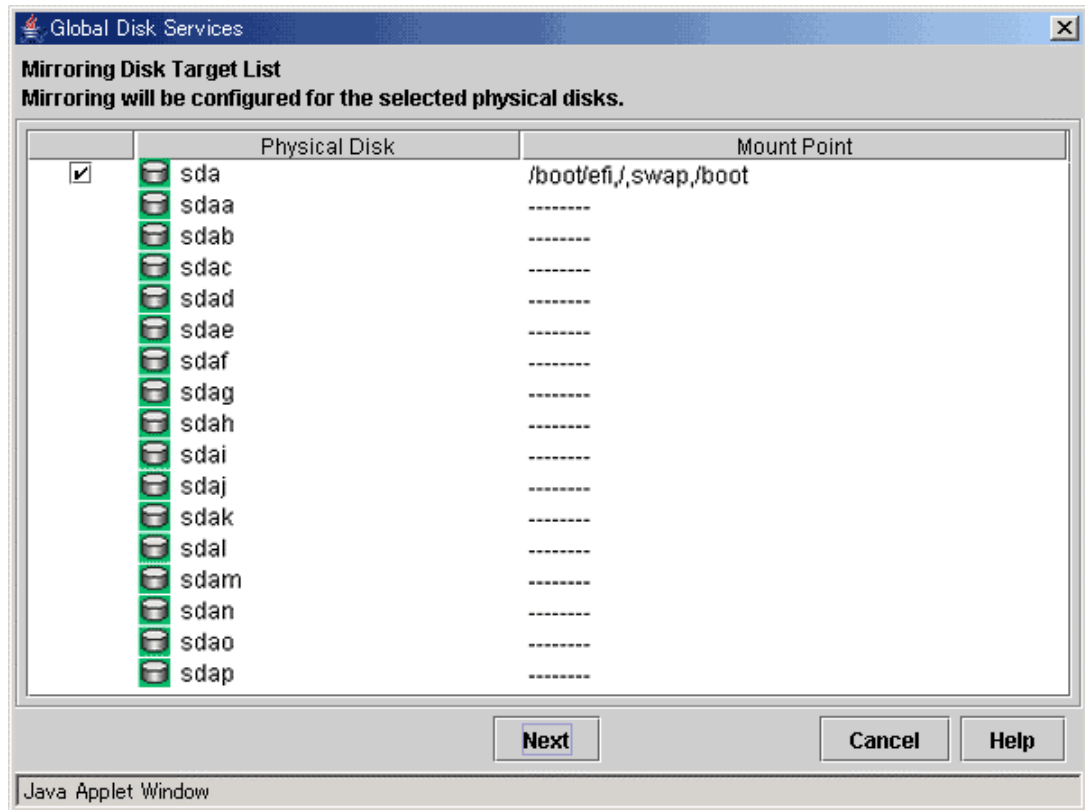 Global Disk Services
Mirroring Disk Target List
Mirroring will be configured for the selected physical disks.
Physical Disk Mount Point
sda /boot/efi,/,swap,/boot
sdaa --------
sdab --------
sdac --------
sdad --------
sdae --------
sdaf --------
sdag --------
sdah --------
sdai --------
sdaj --------
sdak --------
sdal --------
sdam --------
sdan --------
sdao --------
sdap --------
Next Cancel Help
Java Applet Window